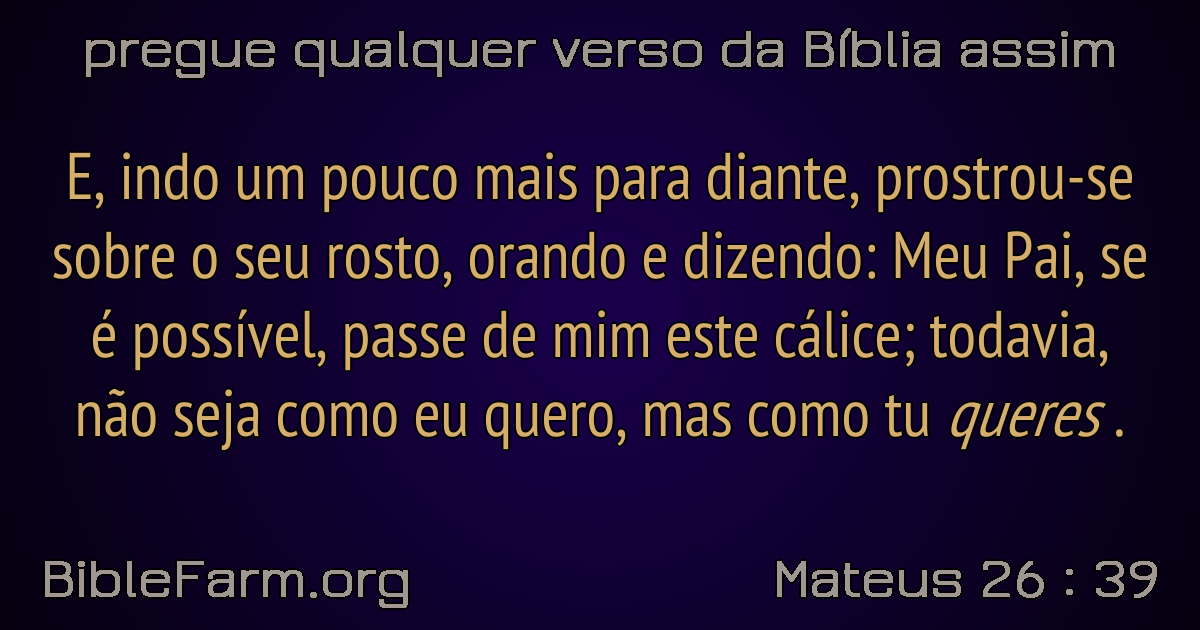 pregue qualquer verso da Bíblia assim
E, indo um pouco mais para diante, prostrou-se
sobre o seu rosto, orando e dizendo: Meu Pai, se
é possível, passe de mim este cálice; todavia,
não seja como eu quero, mas como tu queres .
BibleFarm.org
Mateus 26 : 39